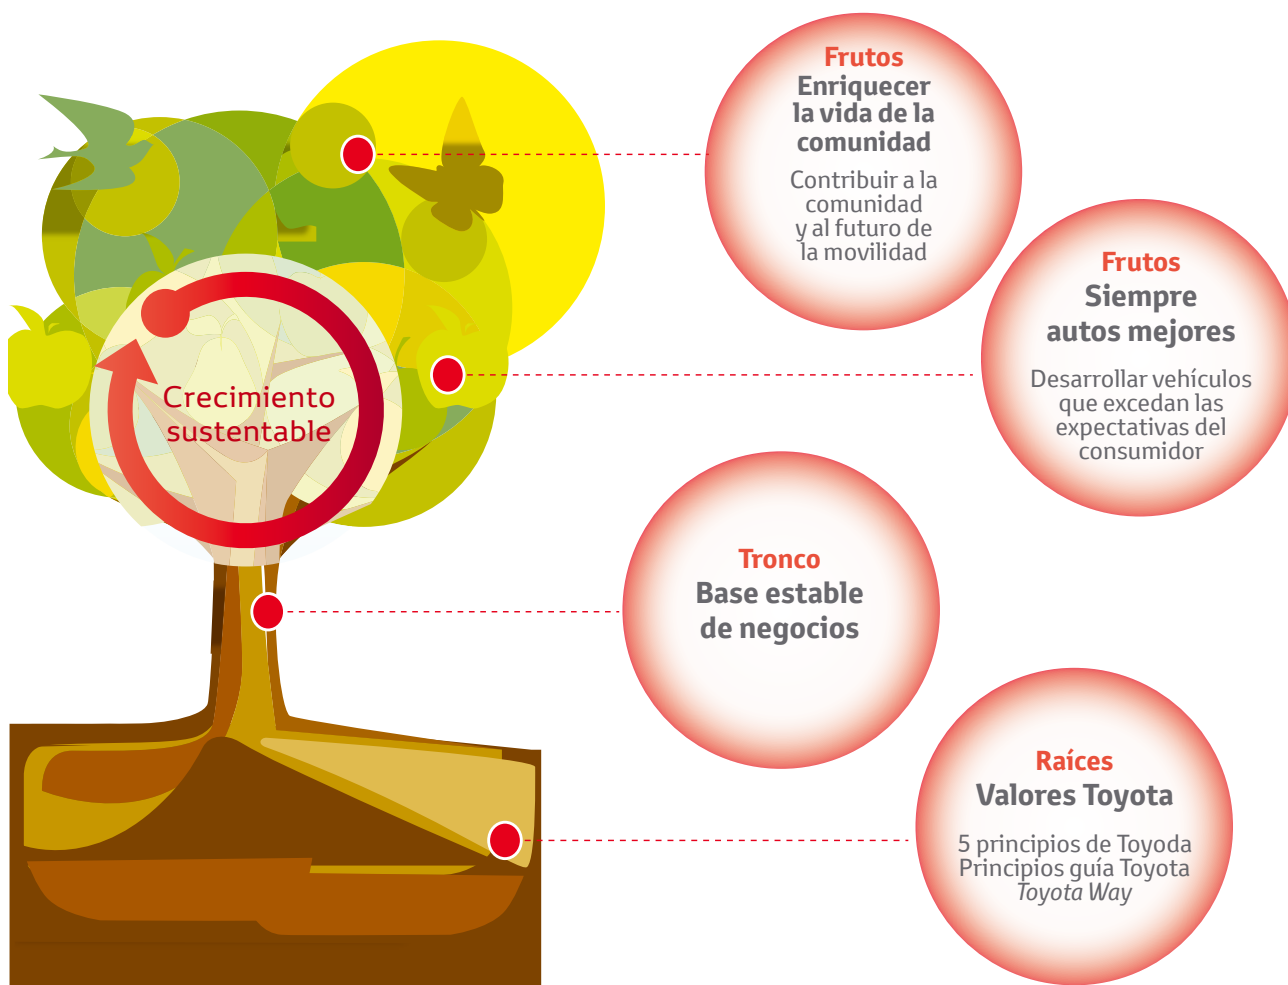 Frutos
Enriquecer
la vida de la
comunidad
Contribuir a la
comunidad
y al futuro de
la movilidad
Frutos
Siempre
autos mejores
Desarrollar vehículos
que excedan las
expectativas del
consumidor
Crecimiento
sustentable
Tronco
Base estable
de negocios
Raíces
Valores Toyota
5 principios de Toyoda
Principios guía Toyota
Toyota Way